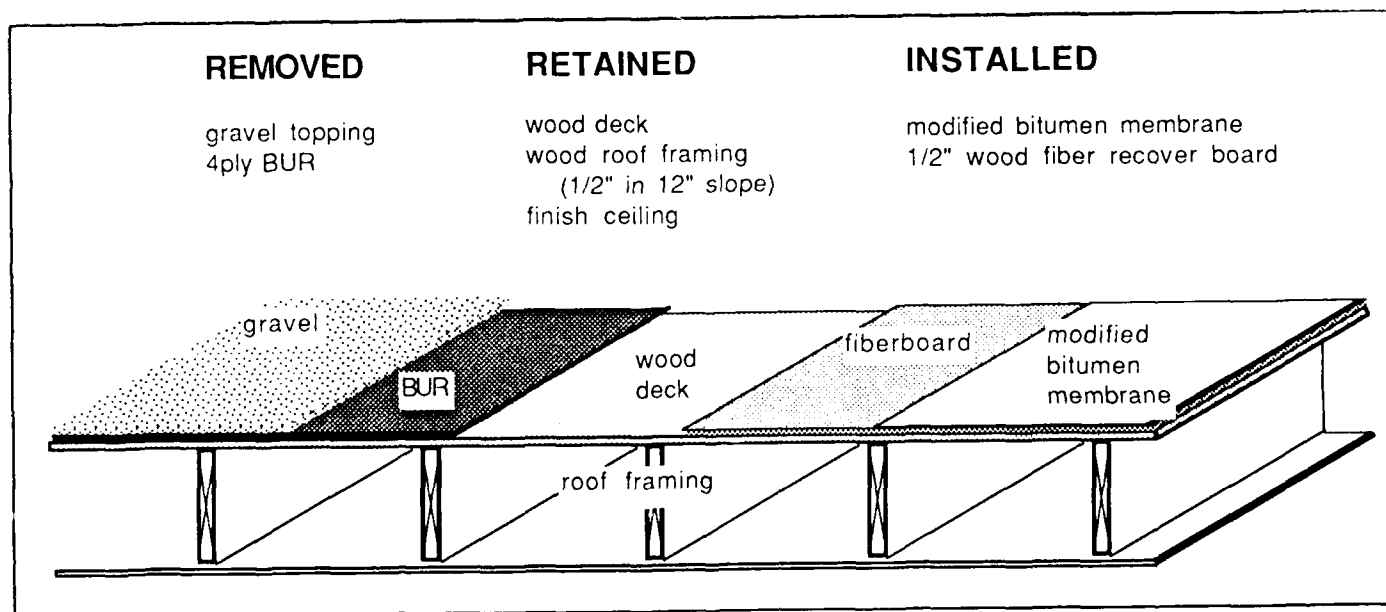 REMOVED
gravel topping
4ply BUR
RETAINED
wood deck
wood roof framing
(1/2" in 12" slope)
finish ceiling
INSTALLED
modified bitumen membrane
1/2" wood fiber recover board
gravel
BUR
wood
deck
fiberboard
modified
bitumen
membrane
roof framing